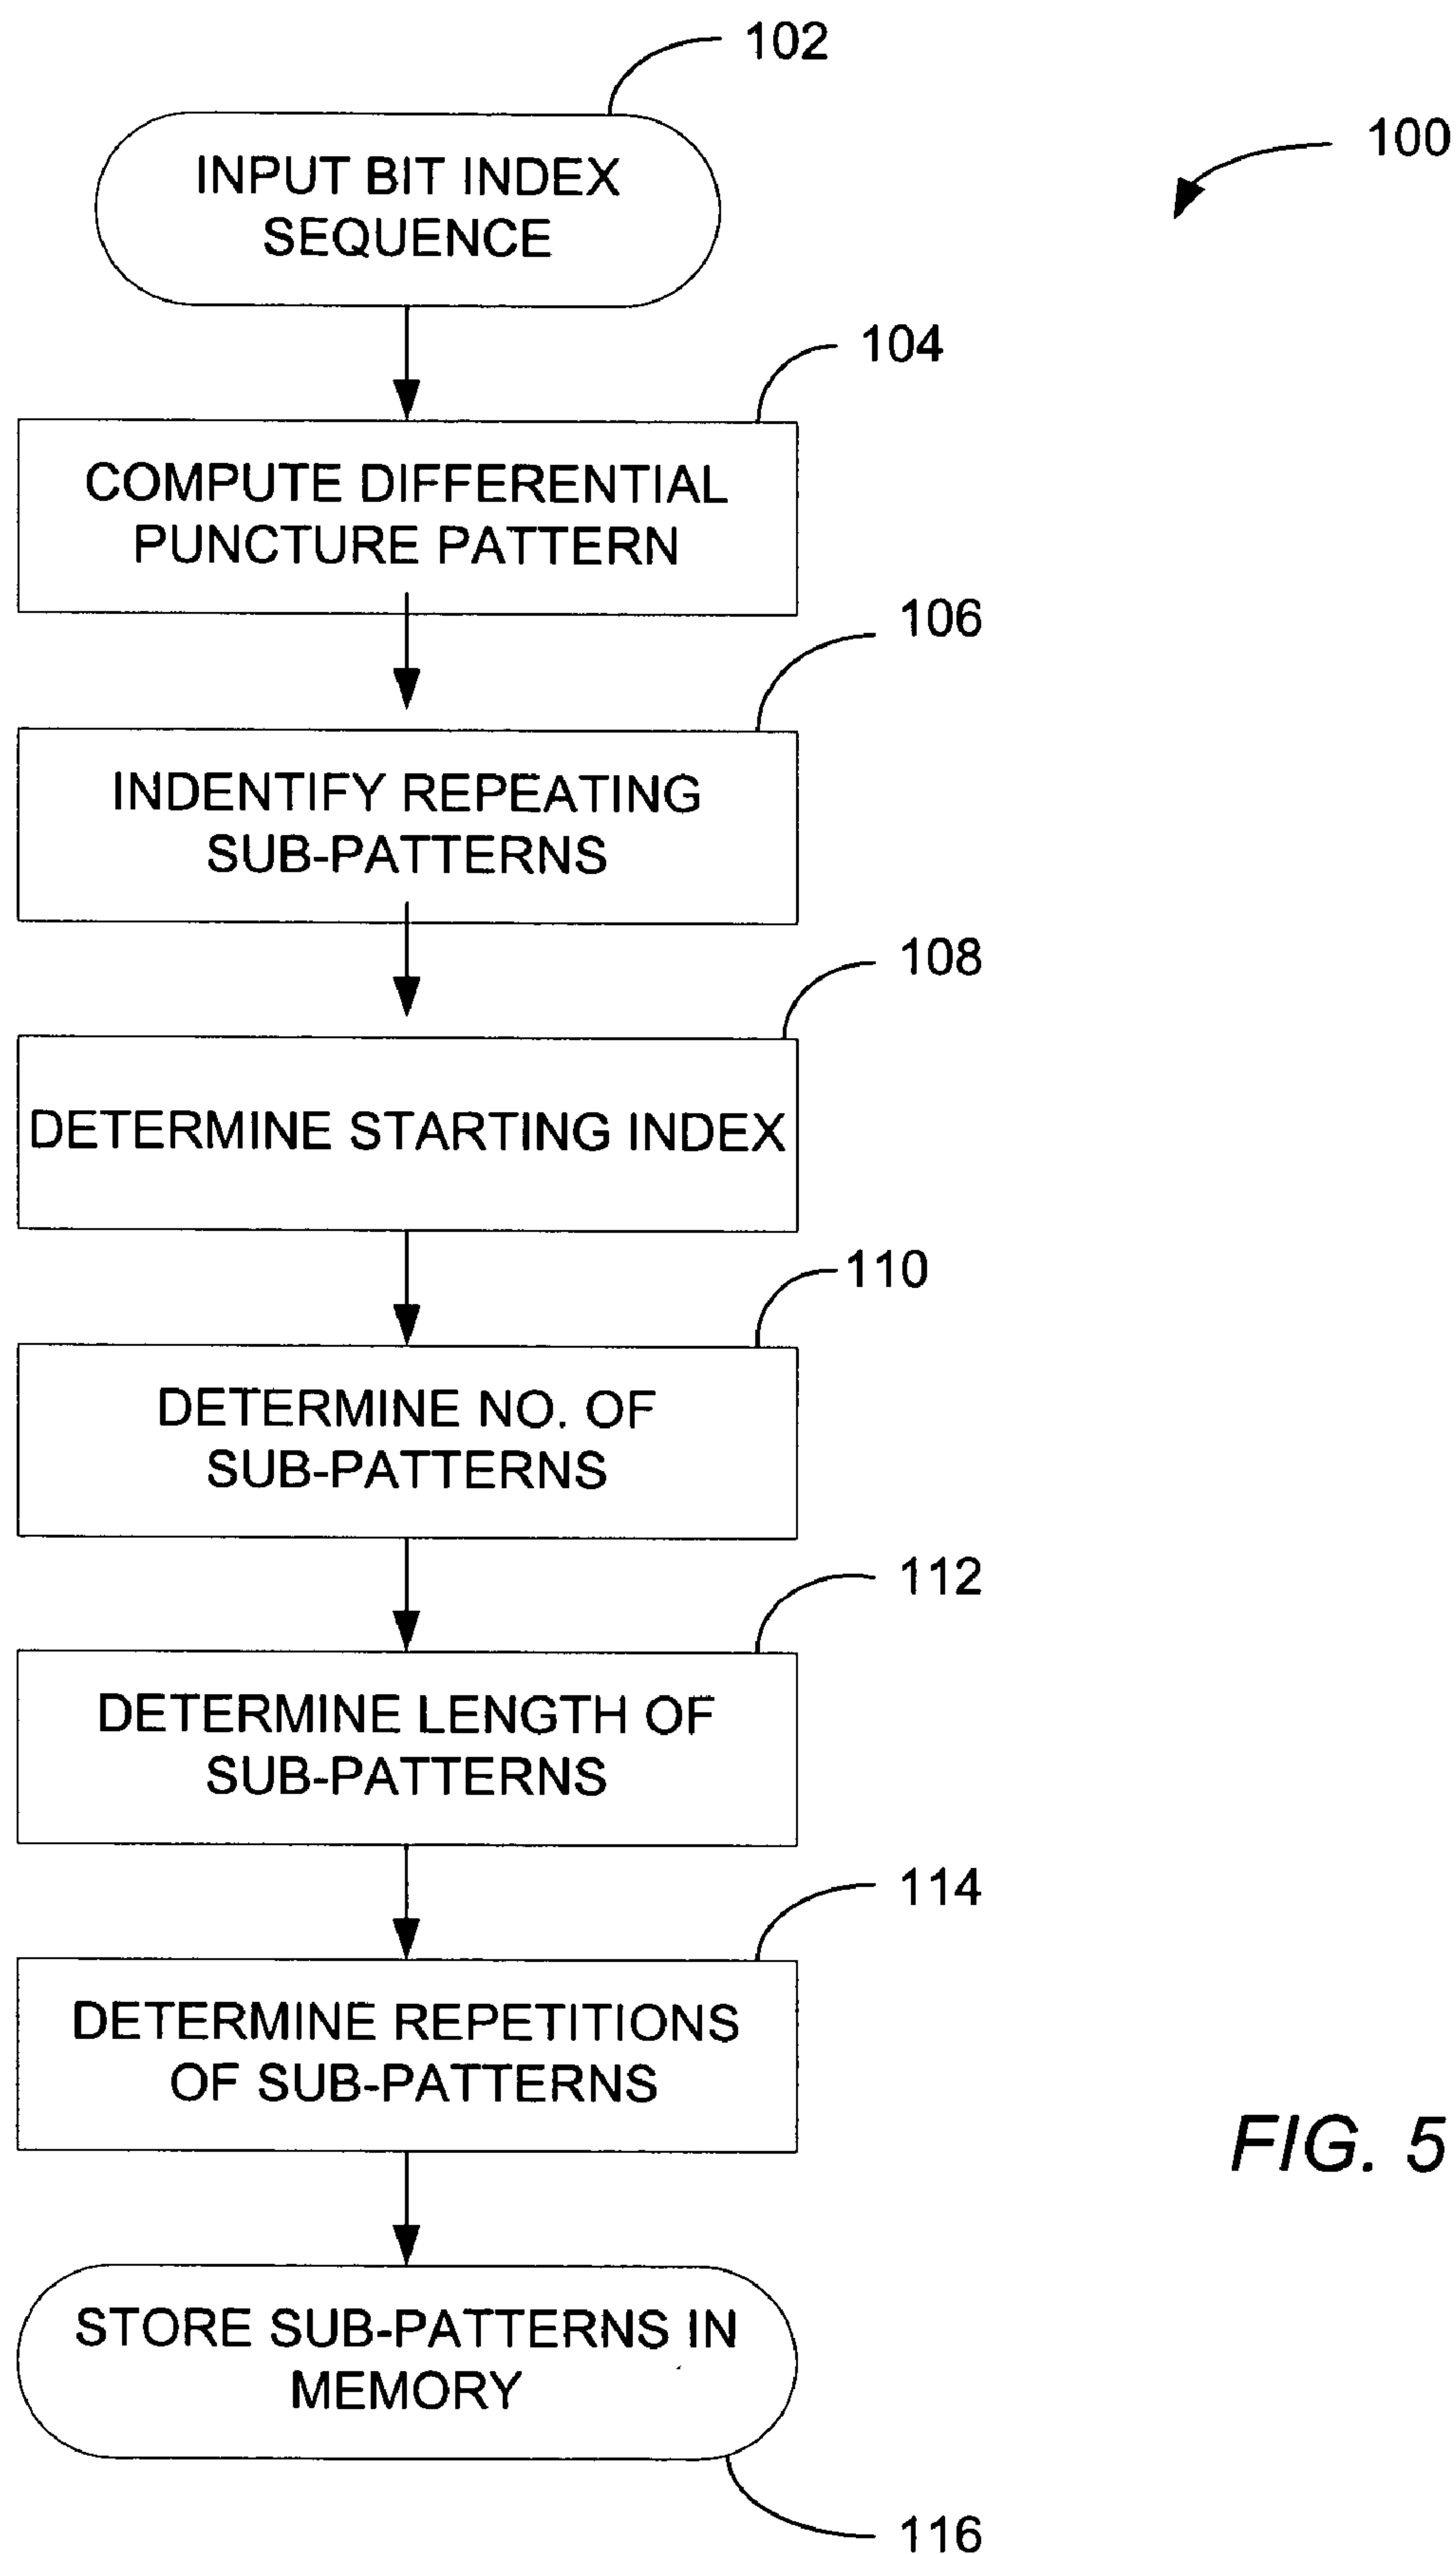 102
100
INPUT BIT INDEX
SEQUENCE
104
COMPUTE DIFFERENTIAL
PUNCTURE PATTERN
106
INDENTIFY REPEATING
SUB-PATTERNS
108
DETERMINE STARTING INDEX
110
DETERMINE NO. OF
SUB-PATTERNS
112
DETERMINE LENGTH OF
SUB-PATTERNS
114
DETERMINE REPETITIONS
OF SUB-PATTERNS
FIG. 5
STORE SUB-PATTERNS IN
MEMORY
116